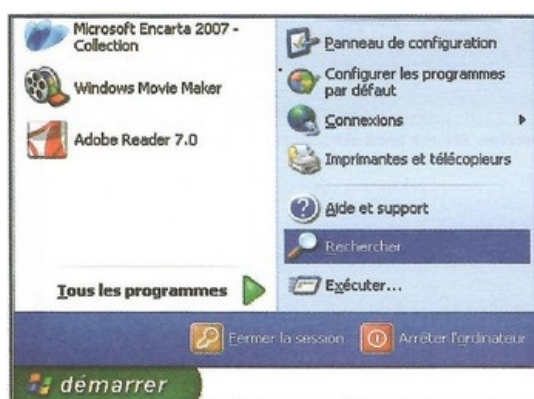 Microsoft Encarta 2007 -
Collection
Windows Movie Maker
Adobe Reader 7.0
Tous les programmes
Panneau de configuration
Configurer les programmes
par défaut
Connexions
Imprimantes et télécopieurs
Aide et support
Rechercher
Exécuter...
Fermer la session
Arrêter l'ordinateur
démarrer